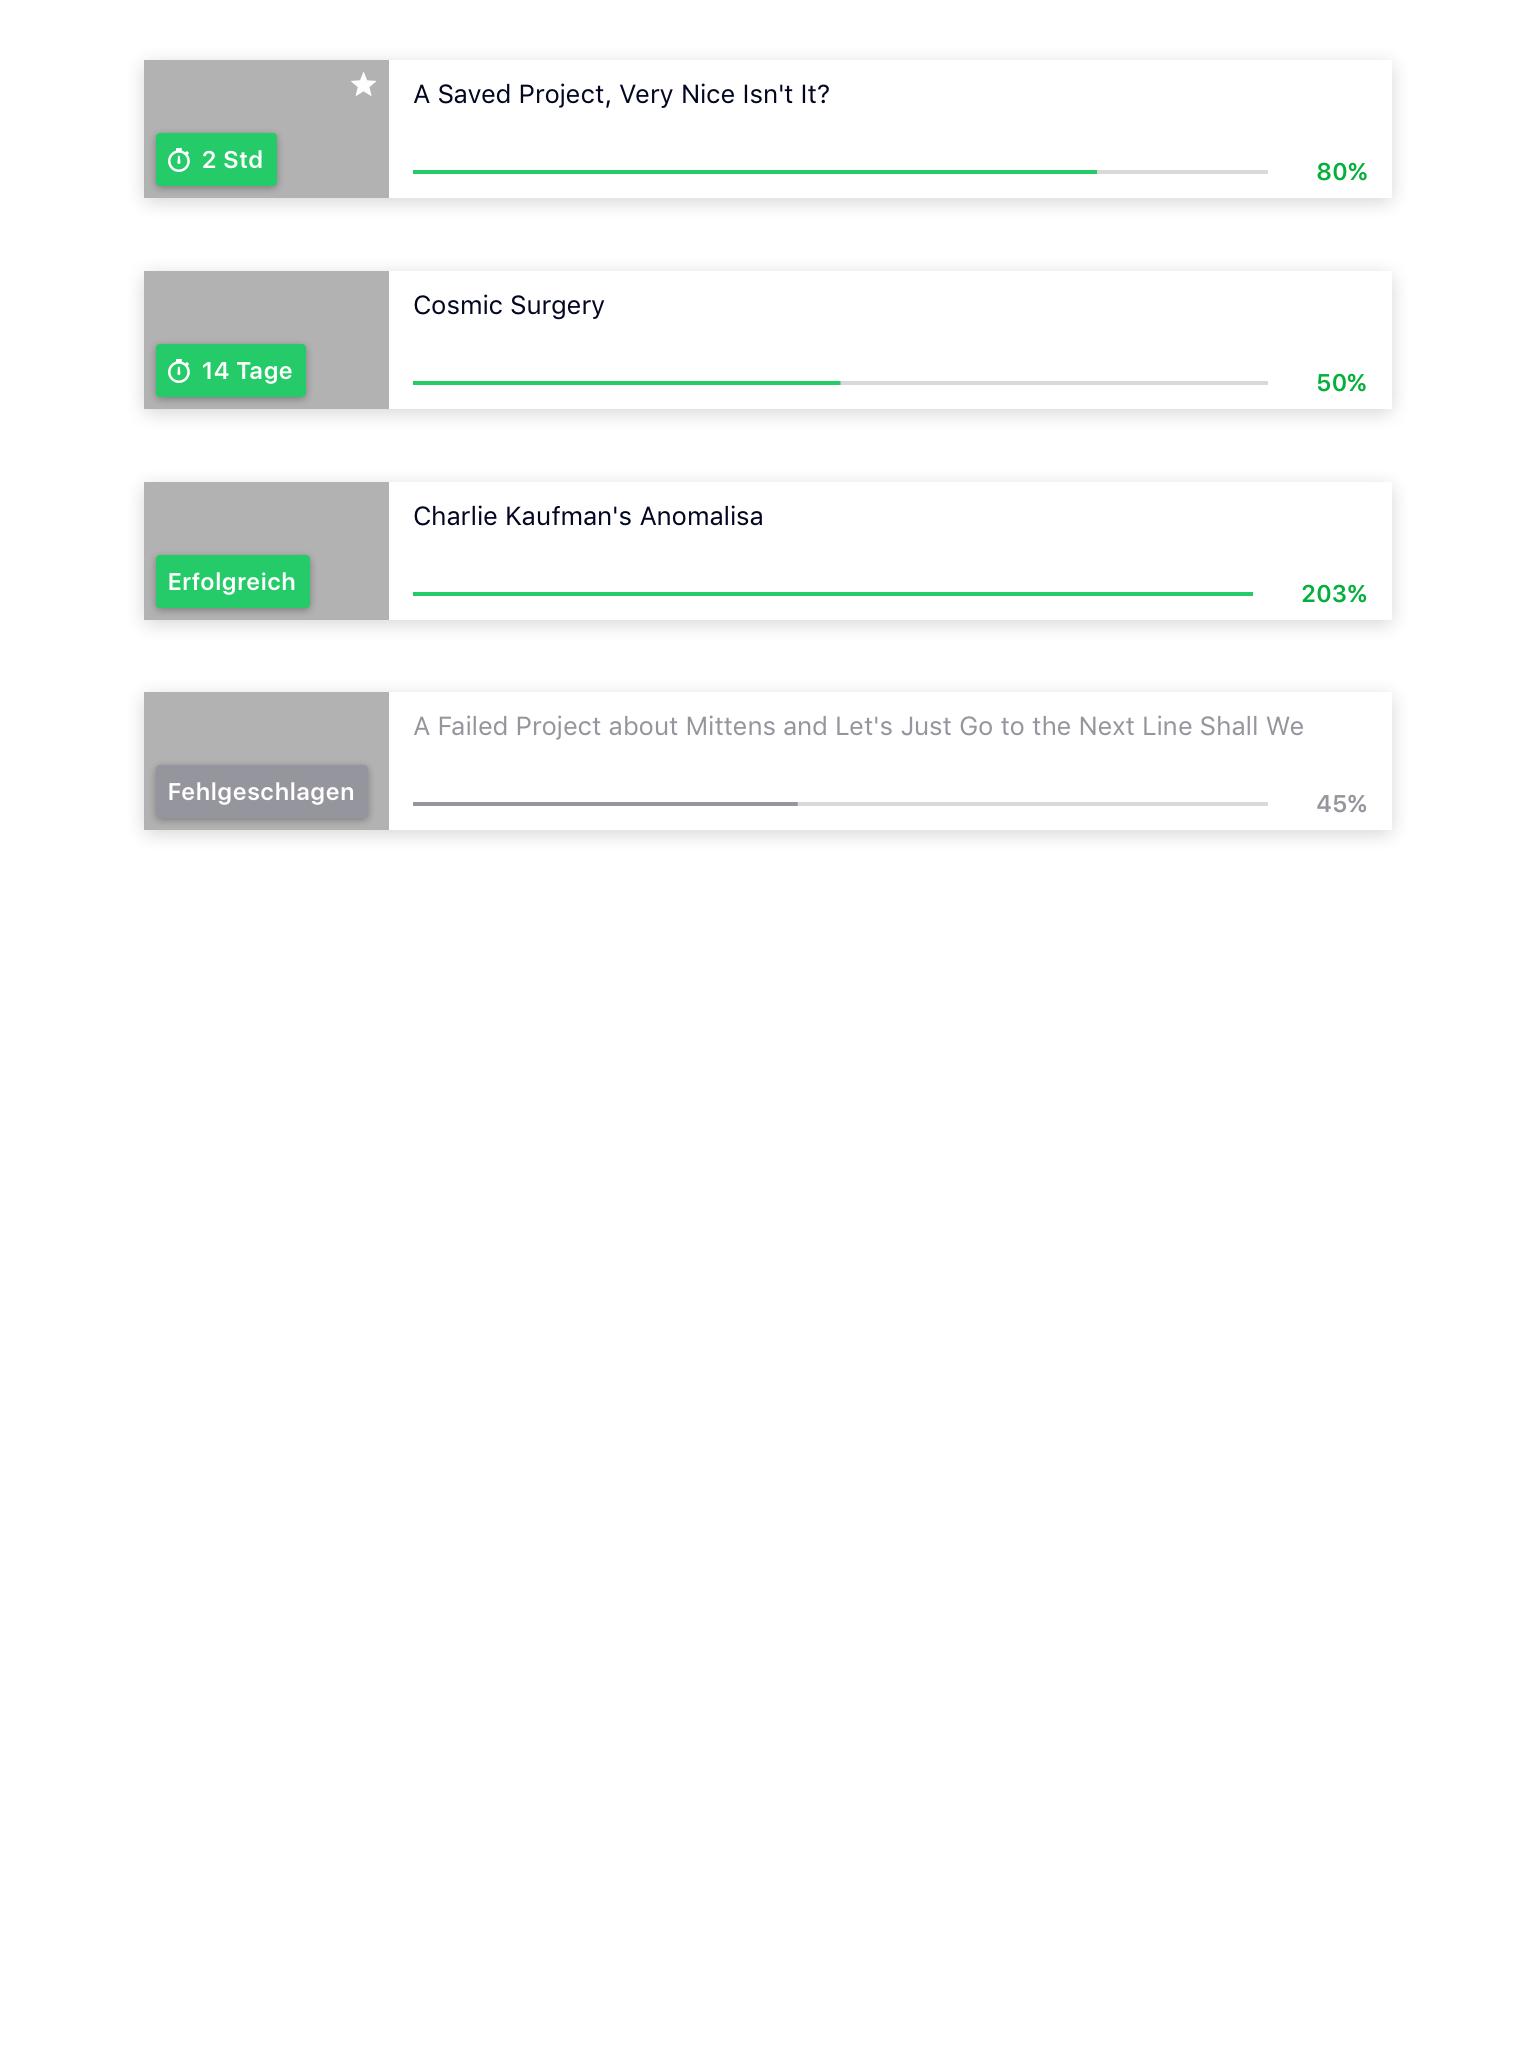 A Saved Project, Very Nice Isn't It?
2 Std
80%
Cosmic Surgery
14 Tage
50%
Charlie Kaufman's Anomalisa
Erfolgreich
203%
A Failed Project about Mittens and Let's Just Go to the Next Line Shall We
Fehlgeschlagen
45%